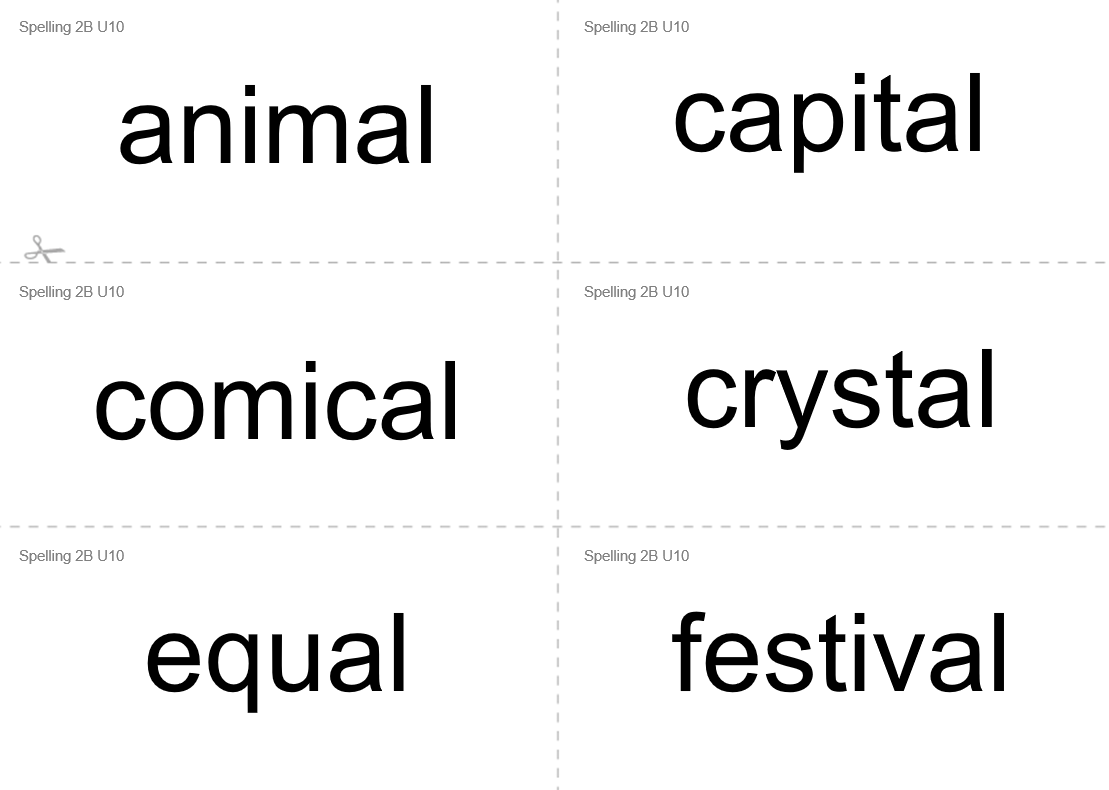 Spelling 2B U10
animal
Spelling 2B U10
capital
Spelling 2B U10
comical
Spelling 2B U10
crystal
Spelling 2B U10
equal
Spelling 2B U10
festival